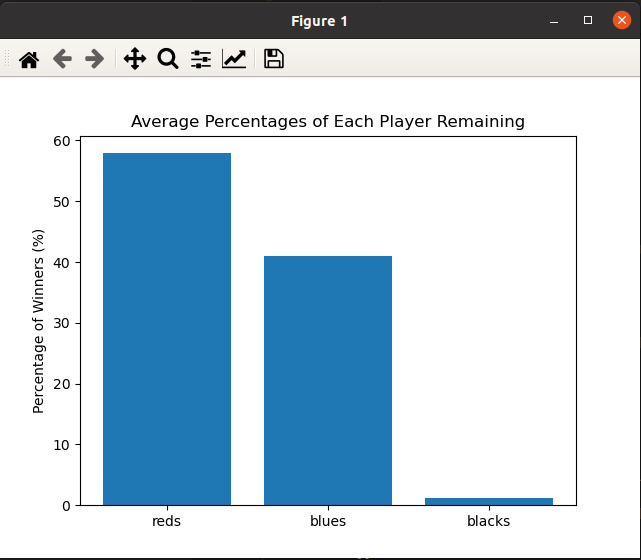 Figure 1
Average Percentages of Each Player Remaining
Percentage of Winners (%)
60
50
40
30
20
10
0
reds blues blacks